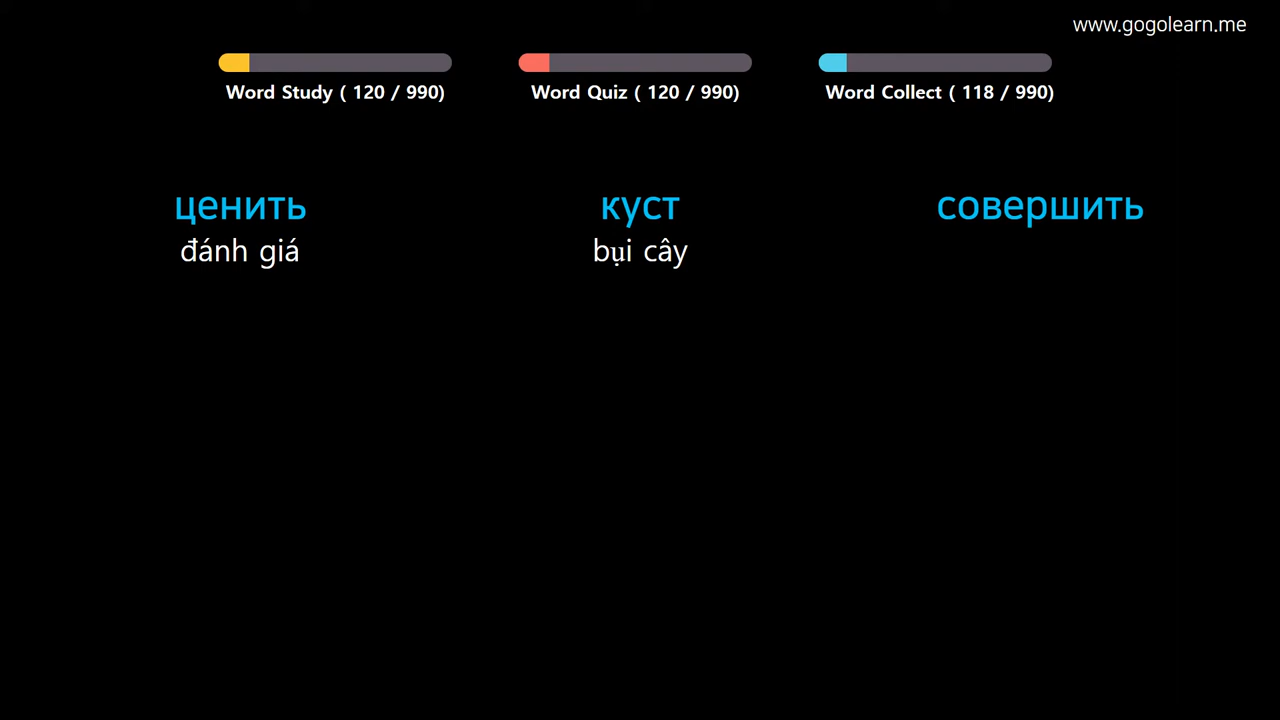 www.gogolearn.me
Word Study ( 120 / 990)
Word Quiz ( 120 / 990)
Word Collect ( 118 / 990)
ценить
куст
совершить
đánh giá
bụi cây